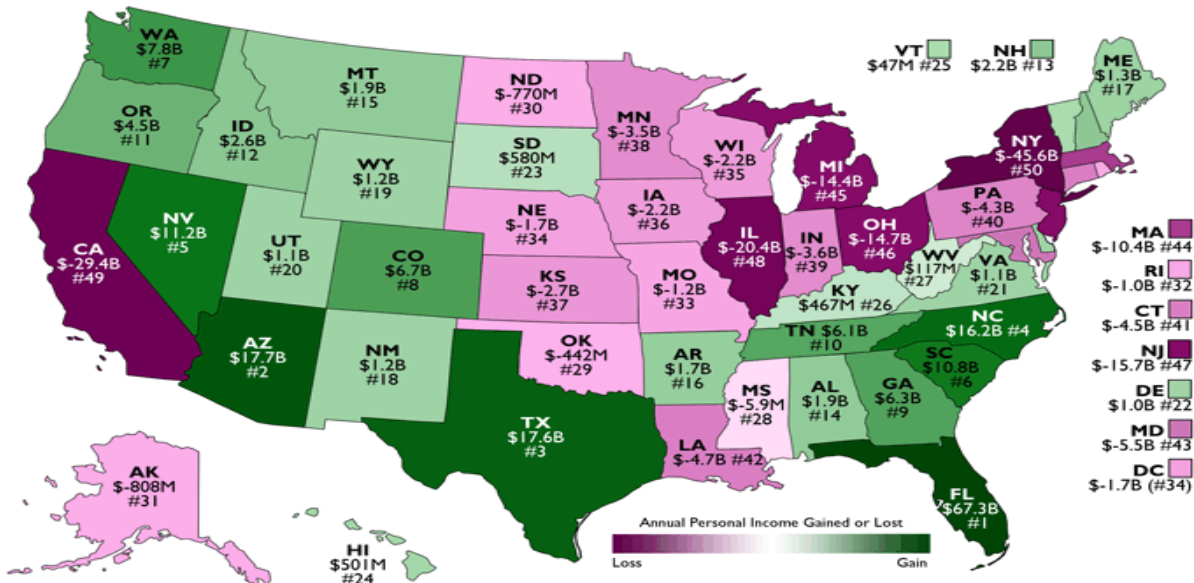 WA
$7.8B
#7
OR
$4.5B
#11
ID
$2.6B
#12
MT
$1.9B
#15
WY
$1.2B
#19
ND
$-770M
#30
SD
$580M
#23
MN
$-3.5B
#38
WI
$-2.2B
#35
MI
$-14.4B
#45
VT
$47M #25
NH
$2.2B #13
ME
$1.3B
#17
NY
$-45.6B
#50
PA
$-4.3B
#40
CA
$-29.4B
#49
NV
$11.2B
#5
UT
$1.1B
#20
CO
$6.7B
#8
NE
$-1.7B
#34
IA
$-2.2B
#36
KS
$-2.7B
#37
MO
$-1.2B
#33
IL
$-20.4B
#48
IN
$-3.6B
#39
OH
$-14.7B
#46
WV
$117M
#27
VA
$1.1B
#21
KY
$467M #26
NC
$16.2B #4
TN $6.1B
#10
SC
$10.8B
#6
AZ
$17.7B
#2
NM
$1.2B
#18
OK
$-442M
#29
AR
$1.7B
#16
MS
$-5.9M
#28
AL
$1.9B
#14
GA
$6.3B
#9
TX
$17.6B
#3
LA
$-4.7B #42
FL
$67.3B
#1
AK
$-808M
#31
HI
$501M
#24
MA
$-10.4B #44
RI
$-1.0B #32
CT
$-4.5B #41
NJ
$-15.7B #47
DE
$1.0B #22
MD
$-5.5B #43
DC
$-1.7B (#34)
Annual Personal Income Gained or Lost
Loss
Gain